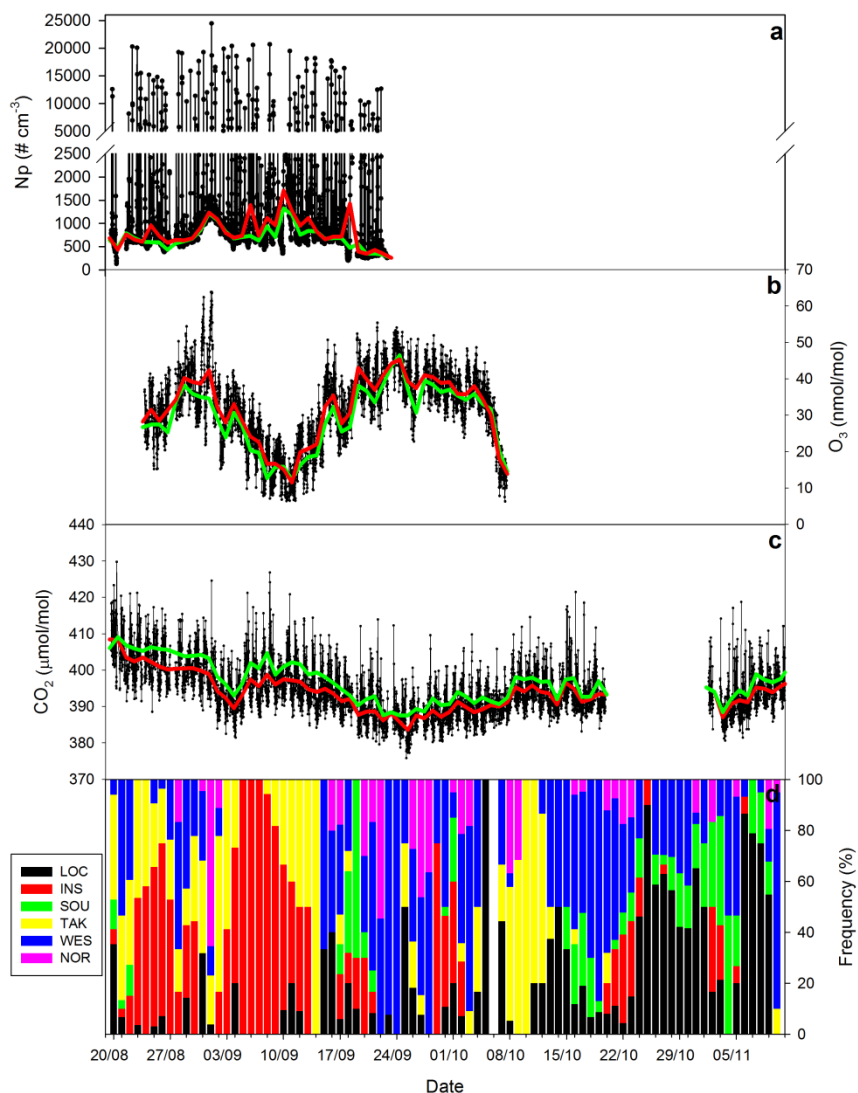 a
25000
20000
15000
10000
5000
2500
2000
1500
1000
500
0
Np (# cm-3)
b
70
60
50
40
30
20
10
0
O3 (nmol/mol)
c
440
430
420
410
400
390
380
370
CO2 (μmol/mol)
d
100
80
60
40
20
0
Frequency (%)
LOC
INS
SOU
TAK
WES
NOR
20/08 27/08 03/09 10/09 17/09 24/09 01/10 08/10 15/10 22/10 29/10 05/11
Date